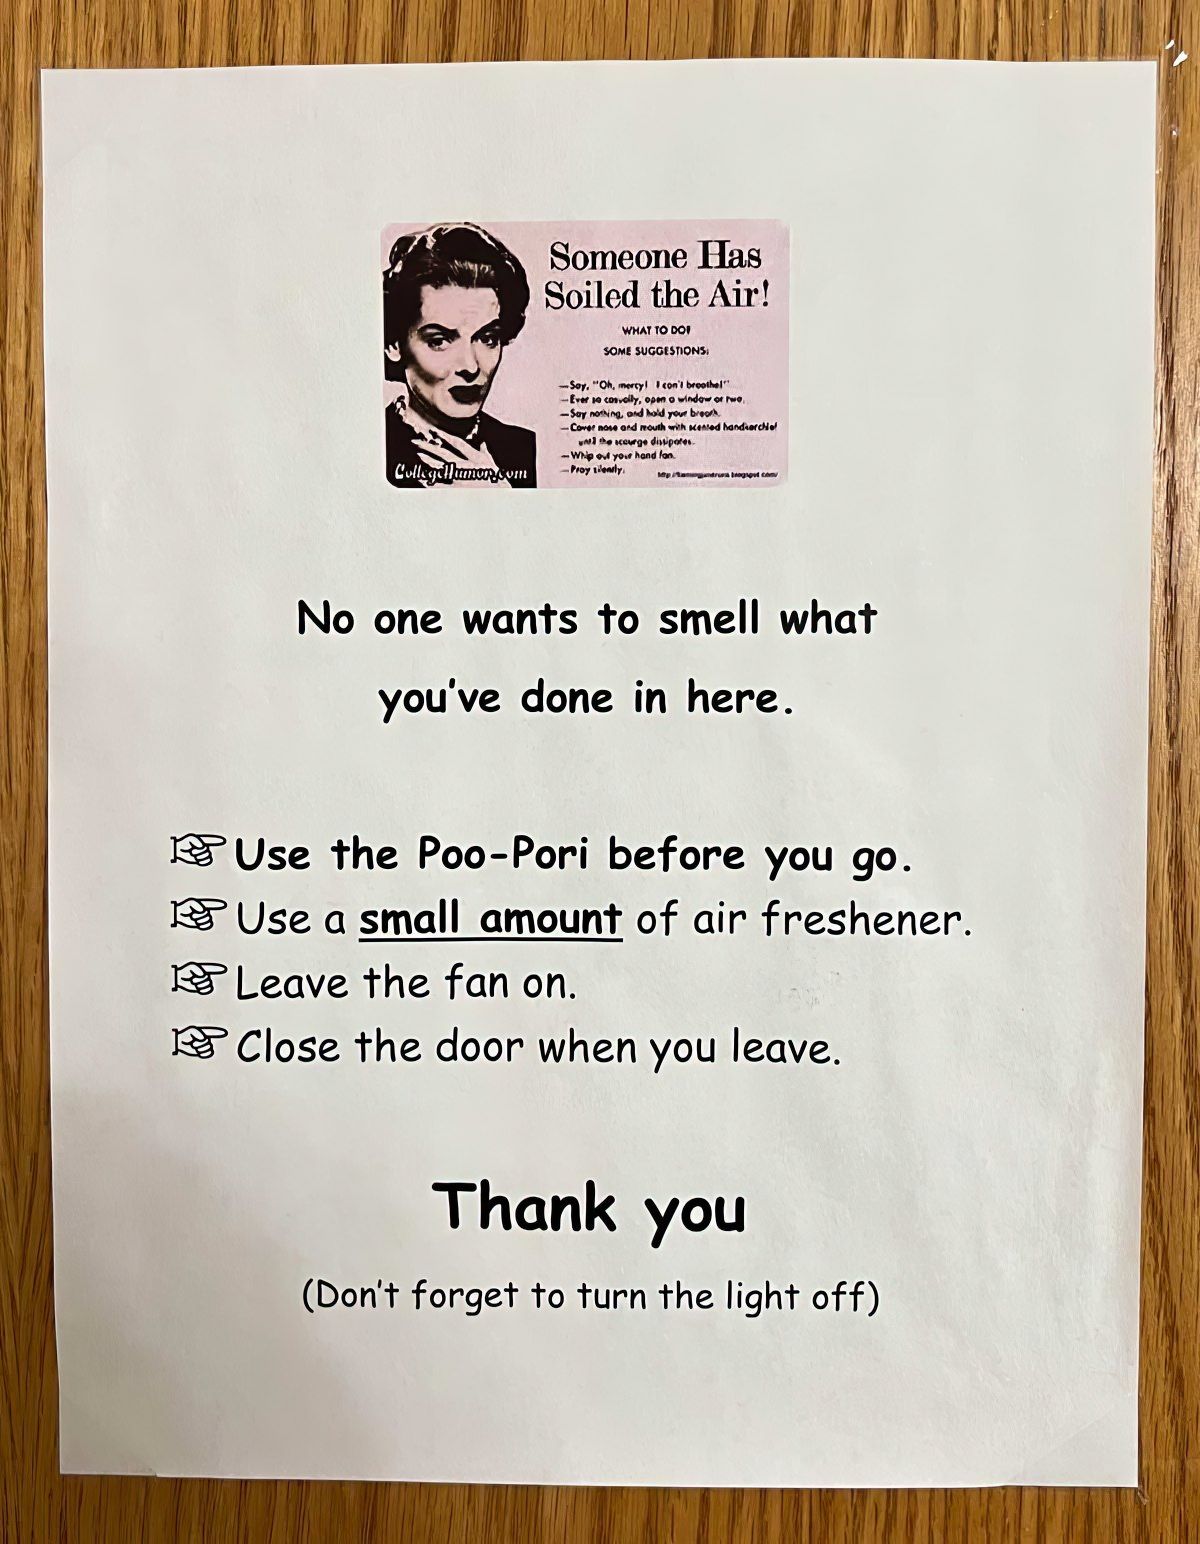 Someone Has
Soiled the Air!
WHAT TO DO?
SOME SUGGESTIONS:
—Say, "Oh, mercy! I can't breathe!"
—Ever so casually, open a window or two.
—Say nothing, and hold your breath.
—Cover nose and mouth with scented handkerchief
until the scourge dissipates.
—Whip out your hand fan.
—Pray silently.
CollegeHumor.com
No one wants to smell what
you've done in here.
☞Use the Poo-Pori before you go.
☞Use a small amount of air freshener.
☞Leave the fan on.
☞Close the door when you leave.
Thank you
(Don't forget to turn the light off)